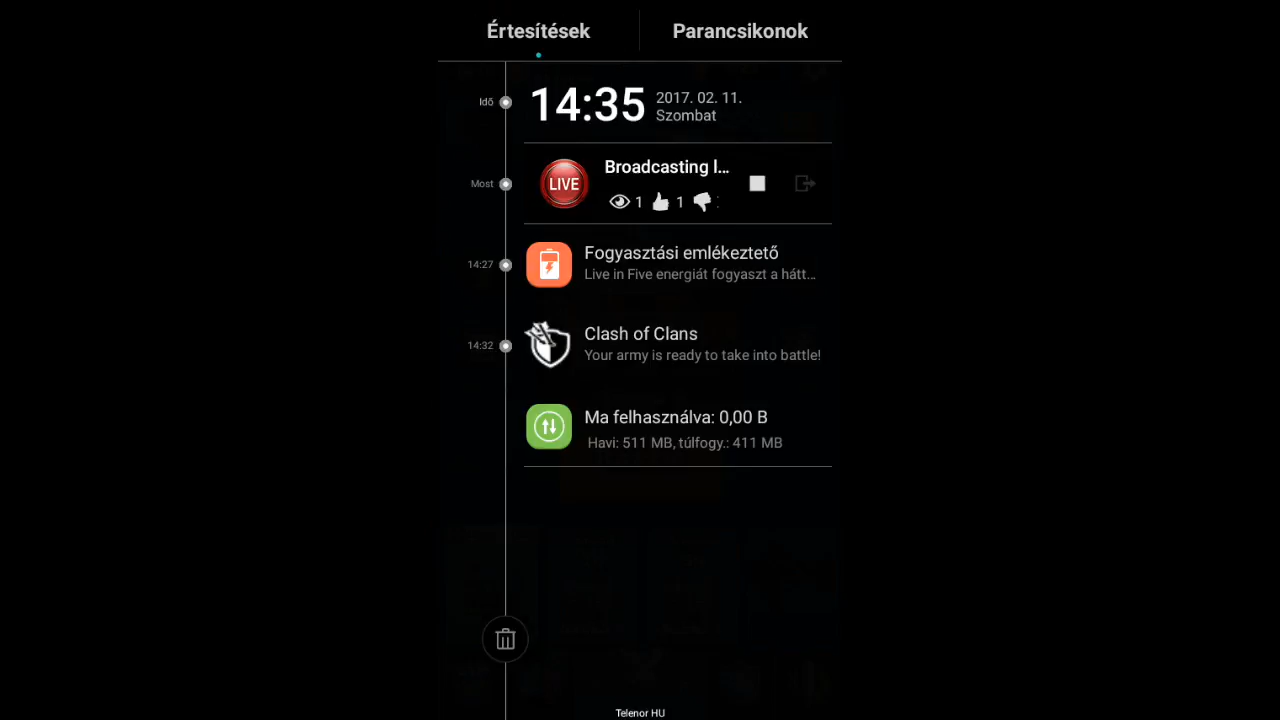 Értesítések
Parancsikonok
Idő
14:35
2017. 02. 11.
Szombat
Most
LIVE
Broadcasting l...
1 1
14:27
Fogyasztási emlékeztető
Live in Five energiát fogyaszt a hátt...
14:32
Clash of Clans
Your army is ready to take into battle!
Ma felhasználva: 0,00 B
Havi: 511 MB, túlfogy.: 411 MB
Telenor HU